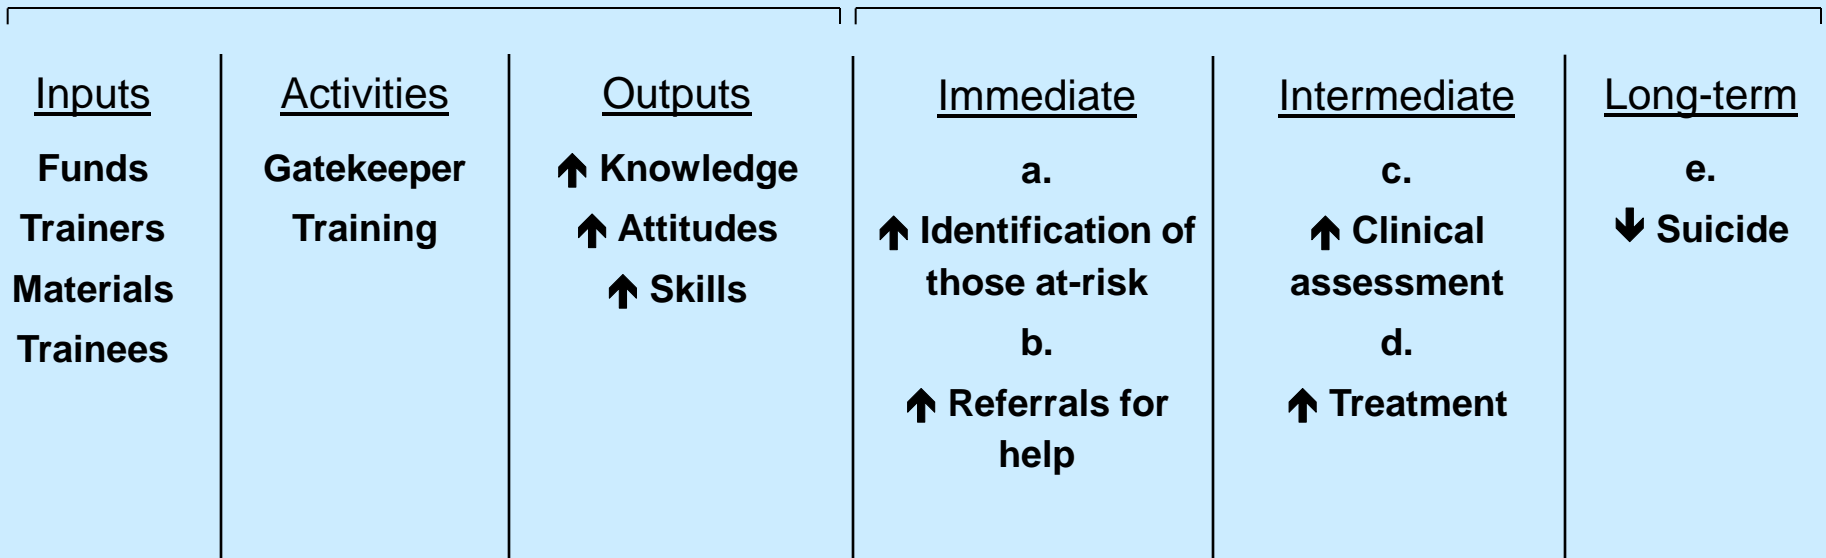 Inputs
Funds
Trainers
Materials
Trainees
Activities
Gatekeeper
Training
Outputs
↑ Knowledge
↑ Attitudes
↑ Skills
Immediate
a.
↑ Identification of
those at-risk
b.
↑ Referrals for
help
Intermediate
c.
↑ Clinical
assessment
d.
↑ Treatment
Long-term
e.
↓ Suicide